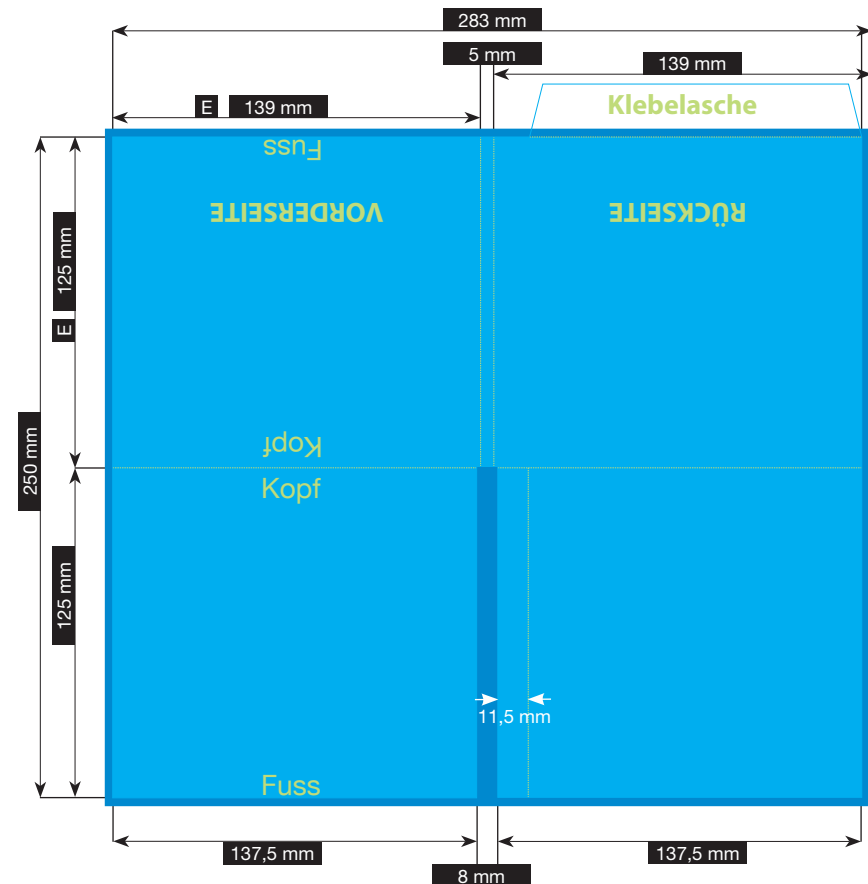 283 mm
5 mm
139 mm
E 139 mm
Klebelasche
Fuss
VORDERSEITE
RÜCKSEITE
125 mm
E
Kopf
250 mm
Kopf
125 mm
11,5 mm
Fuss
137,5 mm
137,5 mm
8 mm